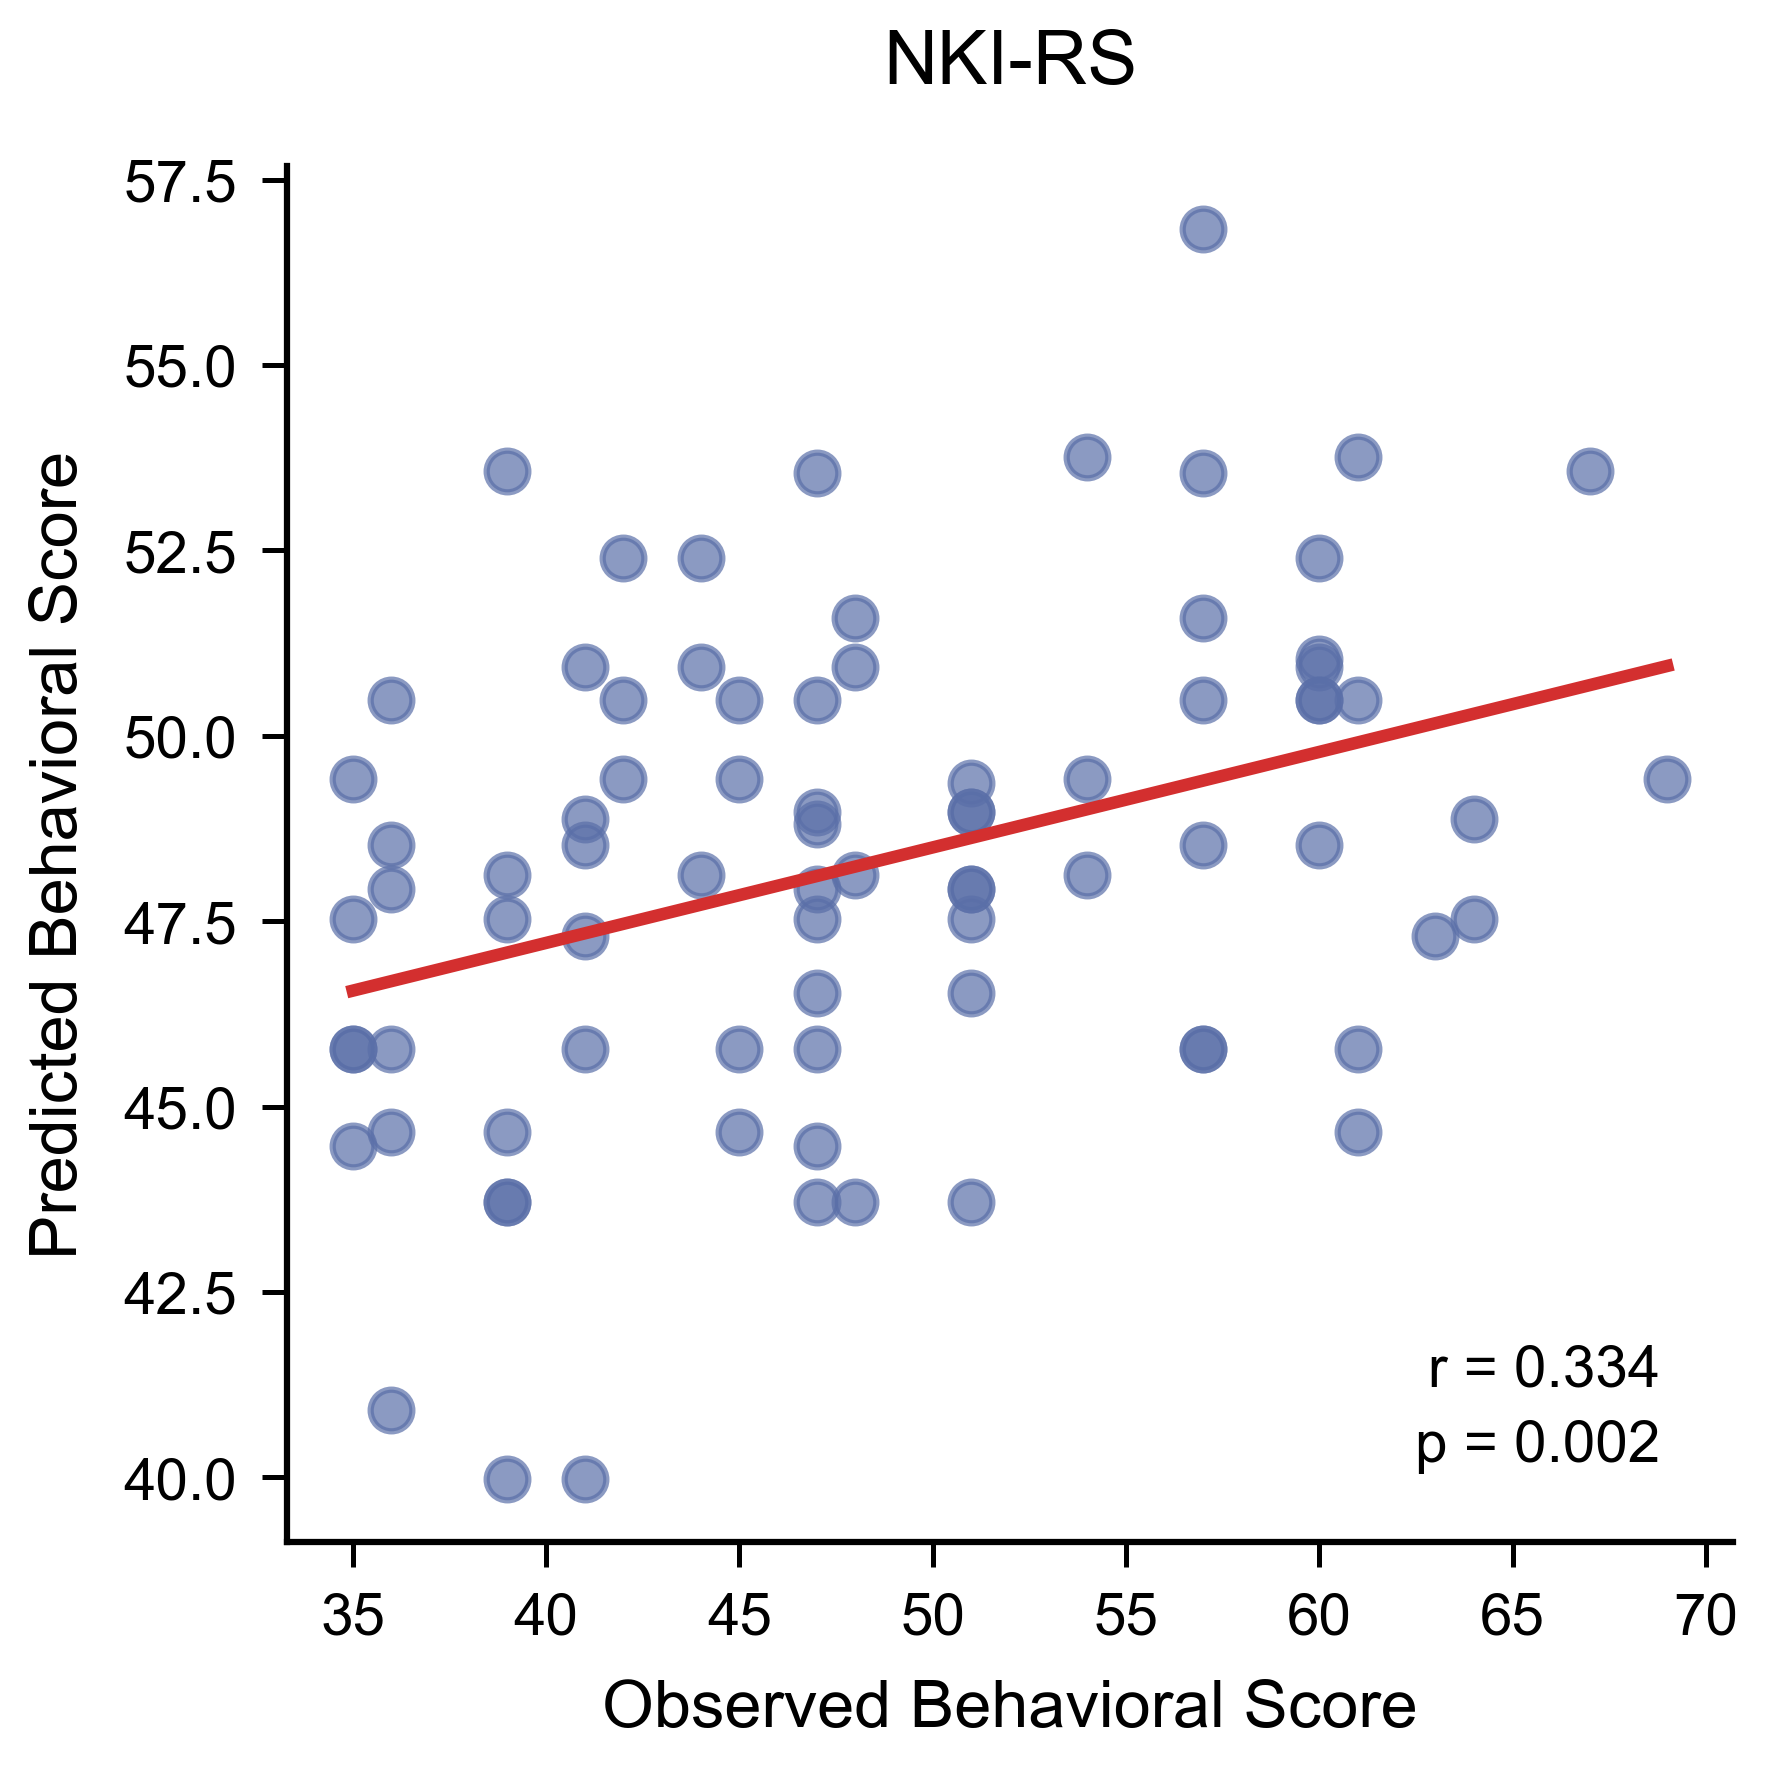 NKI-RS
57.5
55.0
52.5
50.0
47.5
45.0
42.5
40.0
Predicted Behavioral Score
r = 0.334
p = 0.002
35 40 45 50 55 60 65 70
Observed Behavioral Score